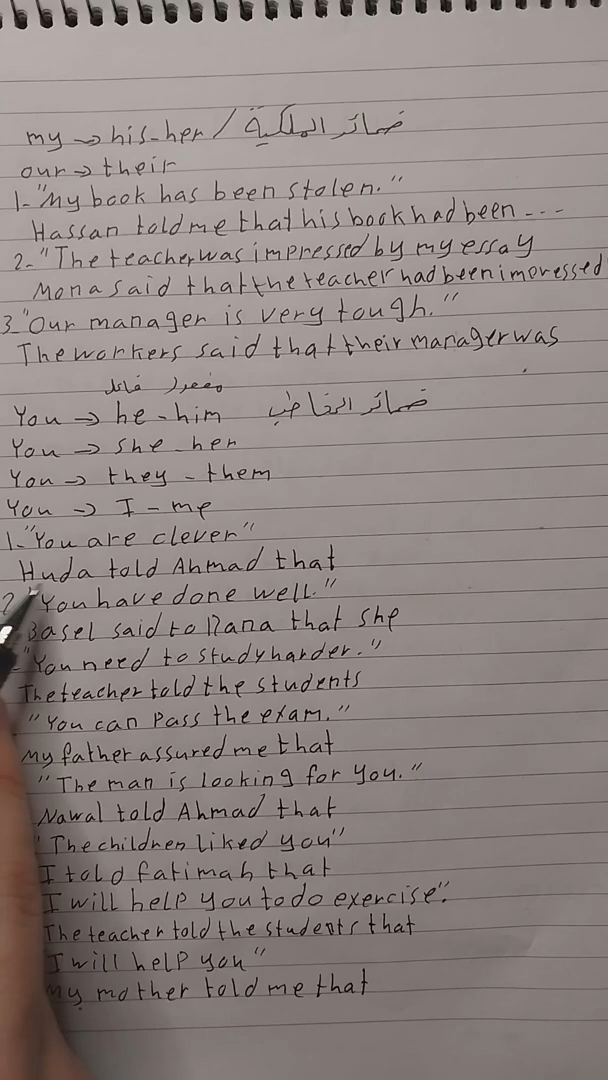 my → his - her / ضمائر الملكية
our → their
1- "My book has been stolen."
Hassan told me that his book had been ---
2- "The teacher was impressed by my essay
Mona said that the teacher had been impressed
3- "Our manager is very tough."
The workers said that their manager was
فاعل مفعول
You → he - him ضمائر المخاطب
You → she - her
You → they - them
You → I - me
1- "You are clever"
Huda told Ahmad that
2 "You have done well."
Basel said to Rana that she
- "You need to study harder."
The teacher told the students
"You can pass the exam."
My father assured me that
"The man is looking for you."
Nawal told Ahmad that
"The children liked you"
I told fatimah that
I will help you to do exercise".
The teacher told the students that
I will help you"
My mother told me that